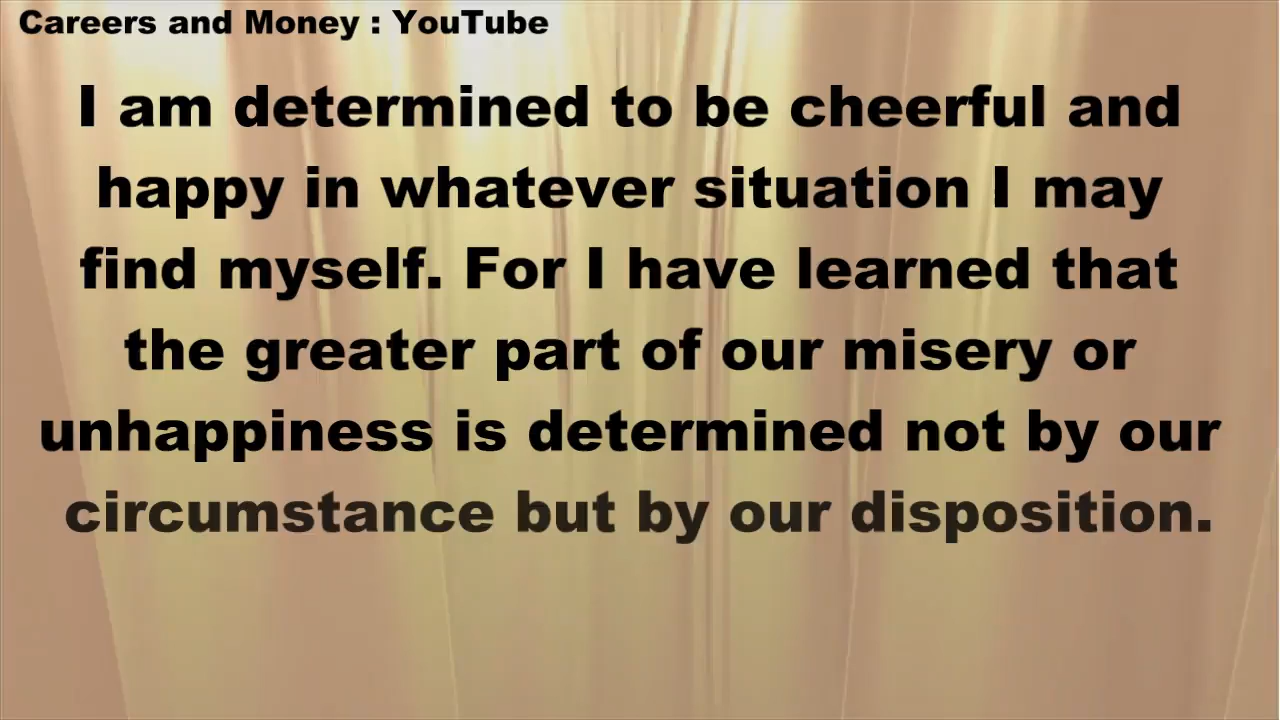 Careers and Money : YouTube
I am determined to be cheerful and
happy in whatever situation I may
find myself. For I have learned that
the greater part of our misery or
unhappiness is determined not by our
circumstance but by our disposition.